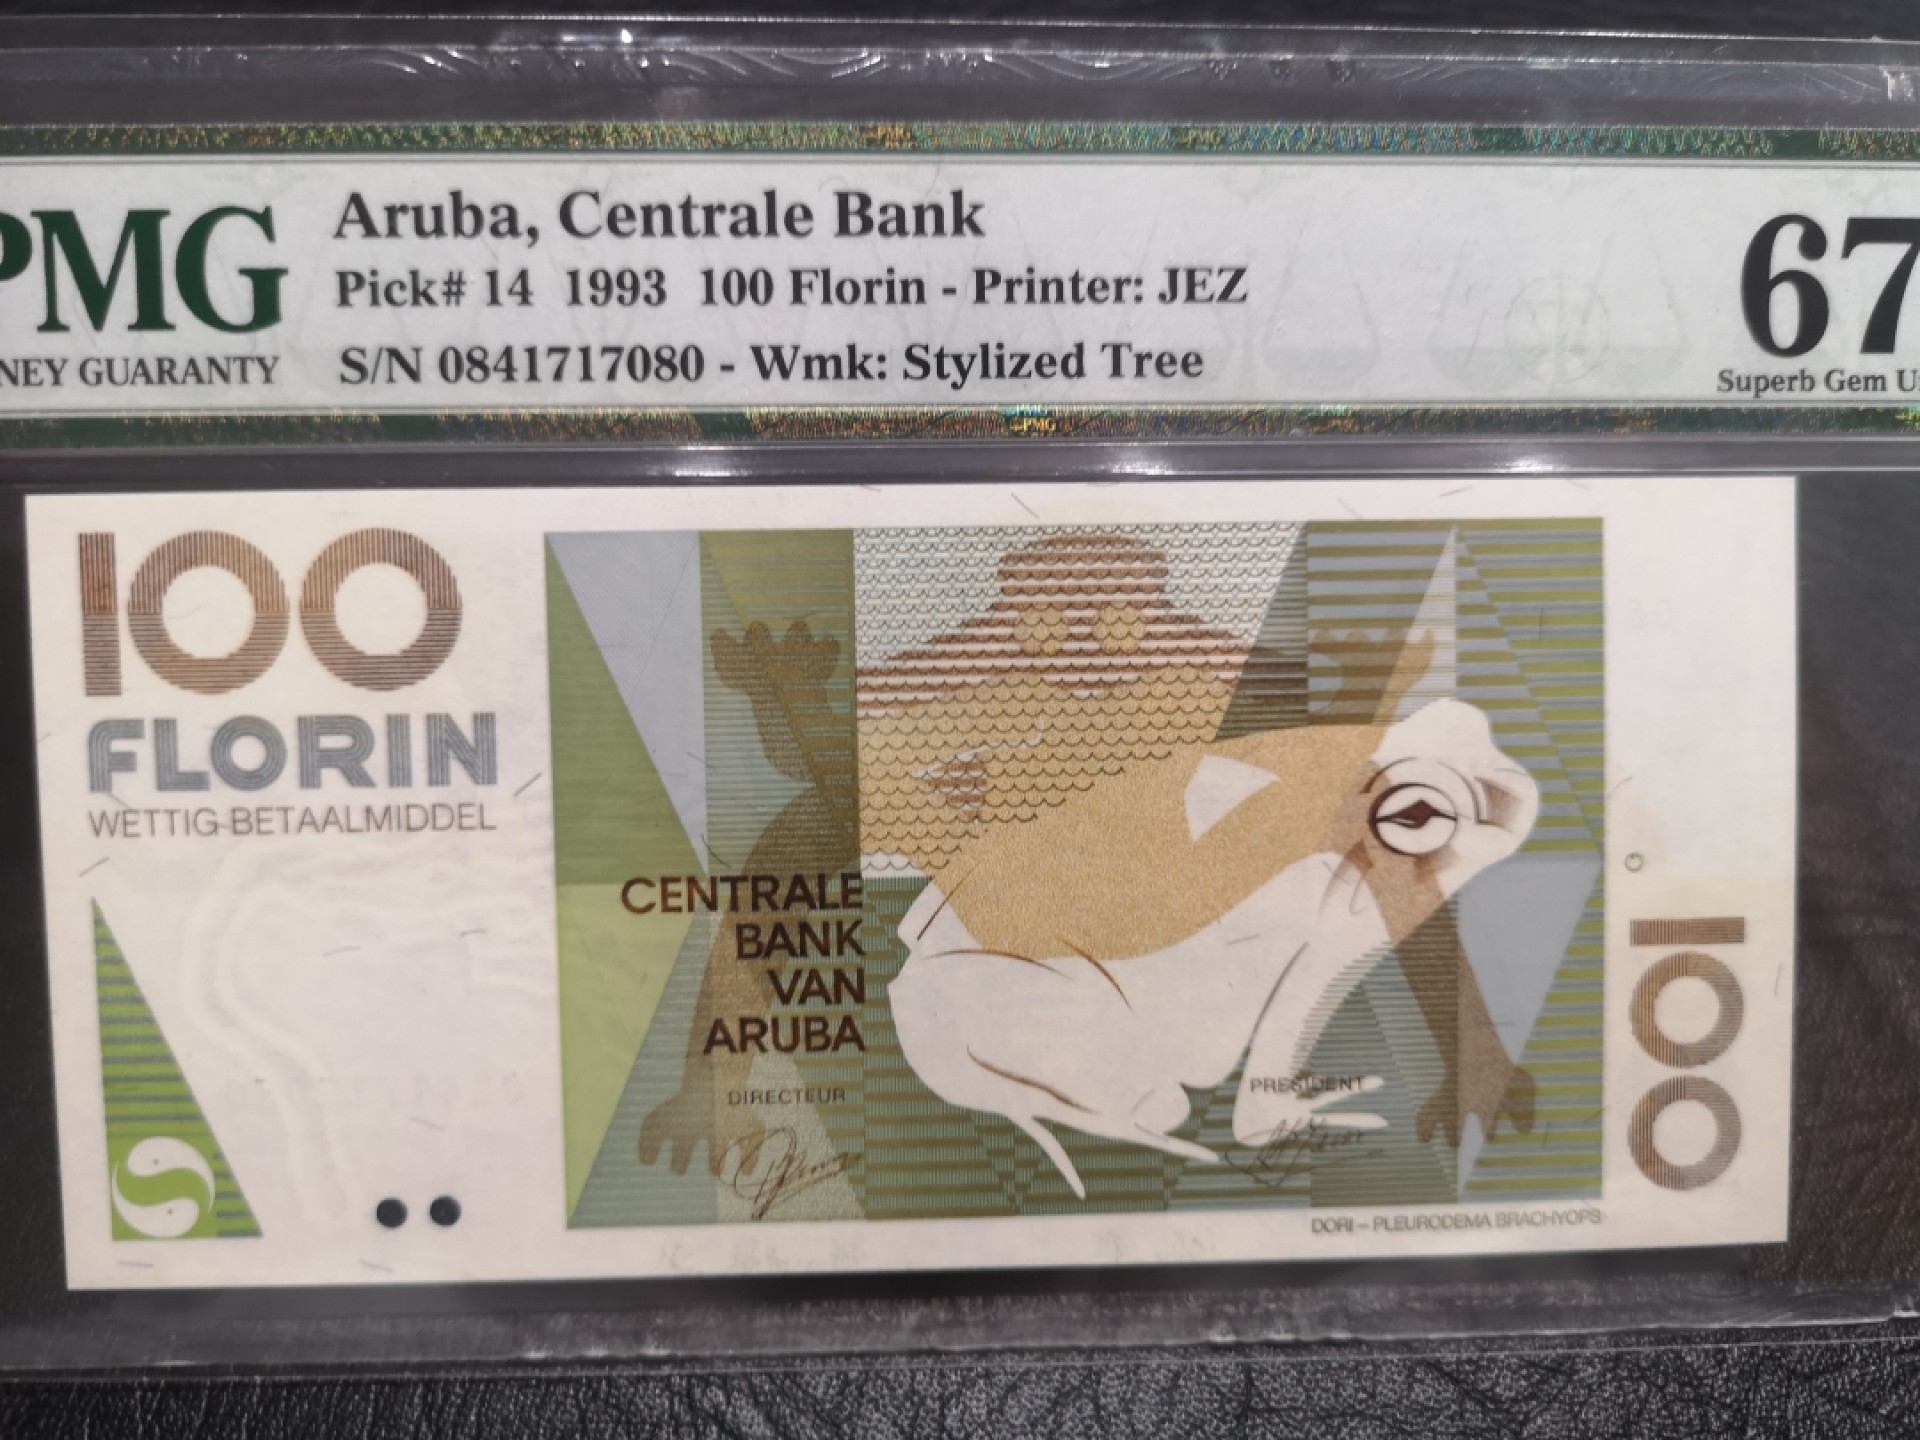 PMG
NEY GUARANTY
Aruba, Centrale Bank
Pick# 14 1993 100 Florin - Printer: JEZ
S/N 0841717080 - Wmk: Stylized Tree
67
Superb Gem
100
FLORIN
WETTIG BETAALMIDDEL
CENTRALE
BANK
VAN
ARUBA
DIRECTEUR
PRESIDENT
DORI – PLEURODEMA BRACHYOPS
100